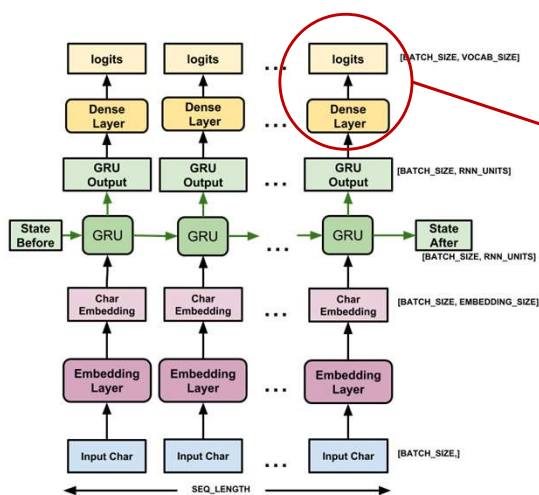 logits logits ... logits [BATCH_SIZE, VOCAB_SIZE]
Dense Dense Dense
Layer Layer ... Layer
GRU GRU GRU [BATCH_SIZE, RNN_UNITS]
Output Output ... Output
State GRU GRU ... GRU State
Before After
[BATCH_SIZE, RNN_UNITS]
Char Char Char [BATCH_SIZE, EMBEDDING_SIZE]
Embedding Embedding ... Embedding
Embedding Embedding Embedding
Layer Layer ... Layer
Input Char Input Char ... Input Char [BATCH_SIZE,]
SEQ_LENGTH